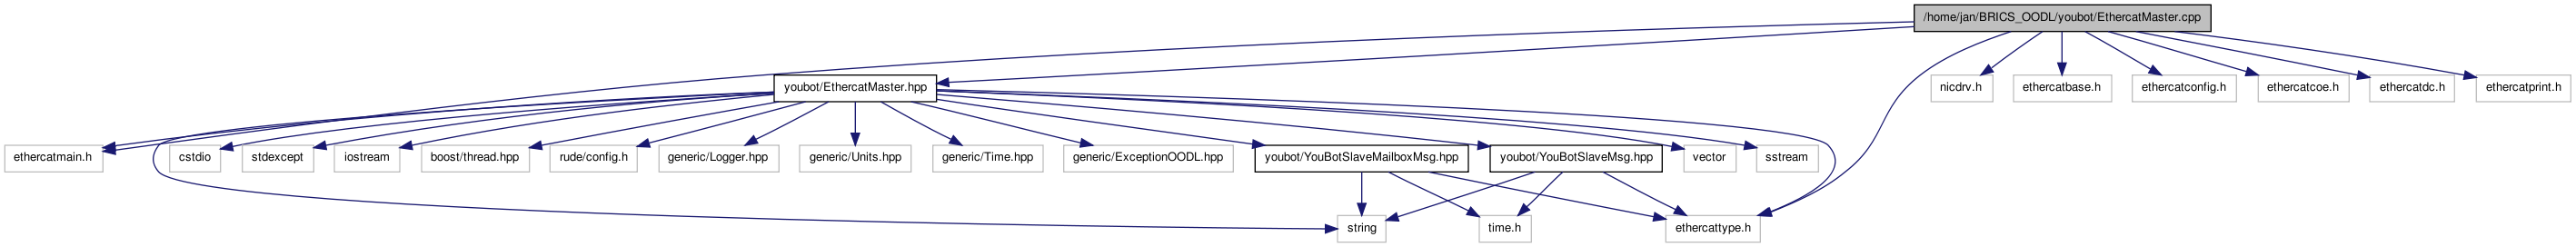 /home/jan/BRICS_OODL/youbot/EthercatMaster.cpp
youbot/EthercatMaster.hpp
nicdrv.h
ethercatbase.h
ethercatconfig.h
ethercatcoe.h
ethercatdc.h
ethercatprint.h
ethercatmain.h
cstdio
stdexcept
iostream
boost/thread.hpp
rude/config.h
generic/Logger.hpp
generic/Units.hpp
generic/Time.hpp
generic/ExceptionOODL.hpp
youbot/YouBotSlaveMailboxMsg.hpp
youbot/YouBotSlaveMsg.hpp
vector
sstream
string
time.h
ethercattype.h